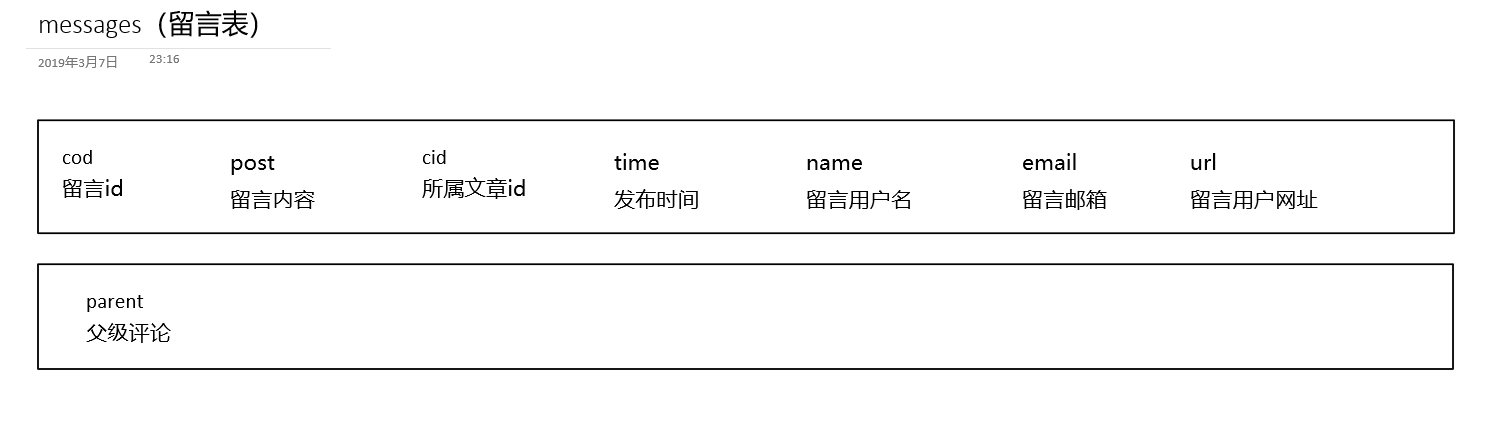 messages（留言表）
2019年3月7日 23:16
cod post cid time name email url
留言id 留言内容 所属文章id 发布时间 留言用户名 留言邮箱 留言用户网址
parent
父级评论